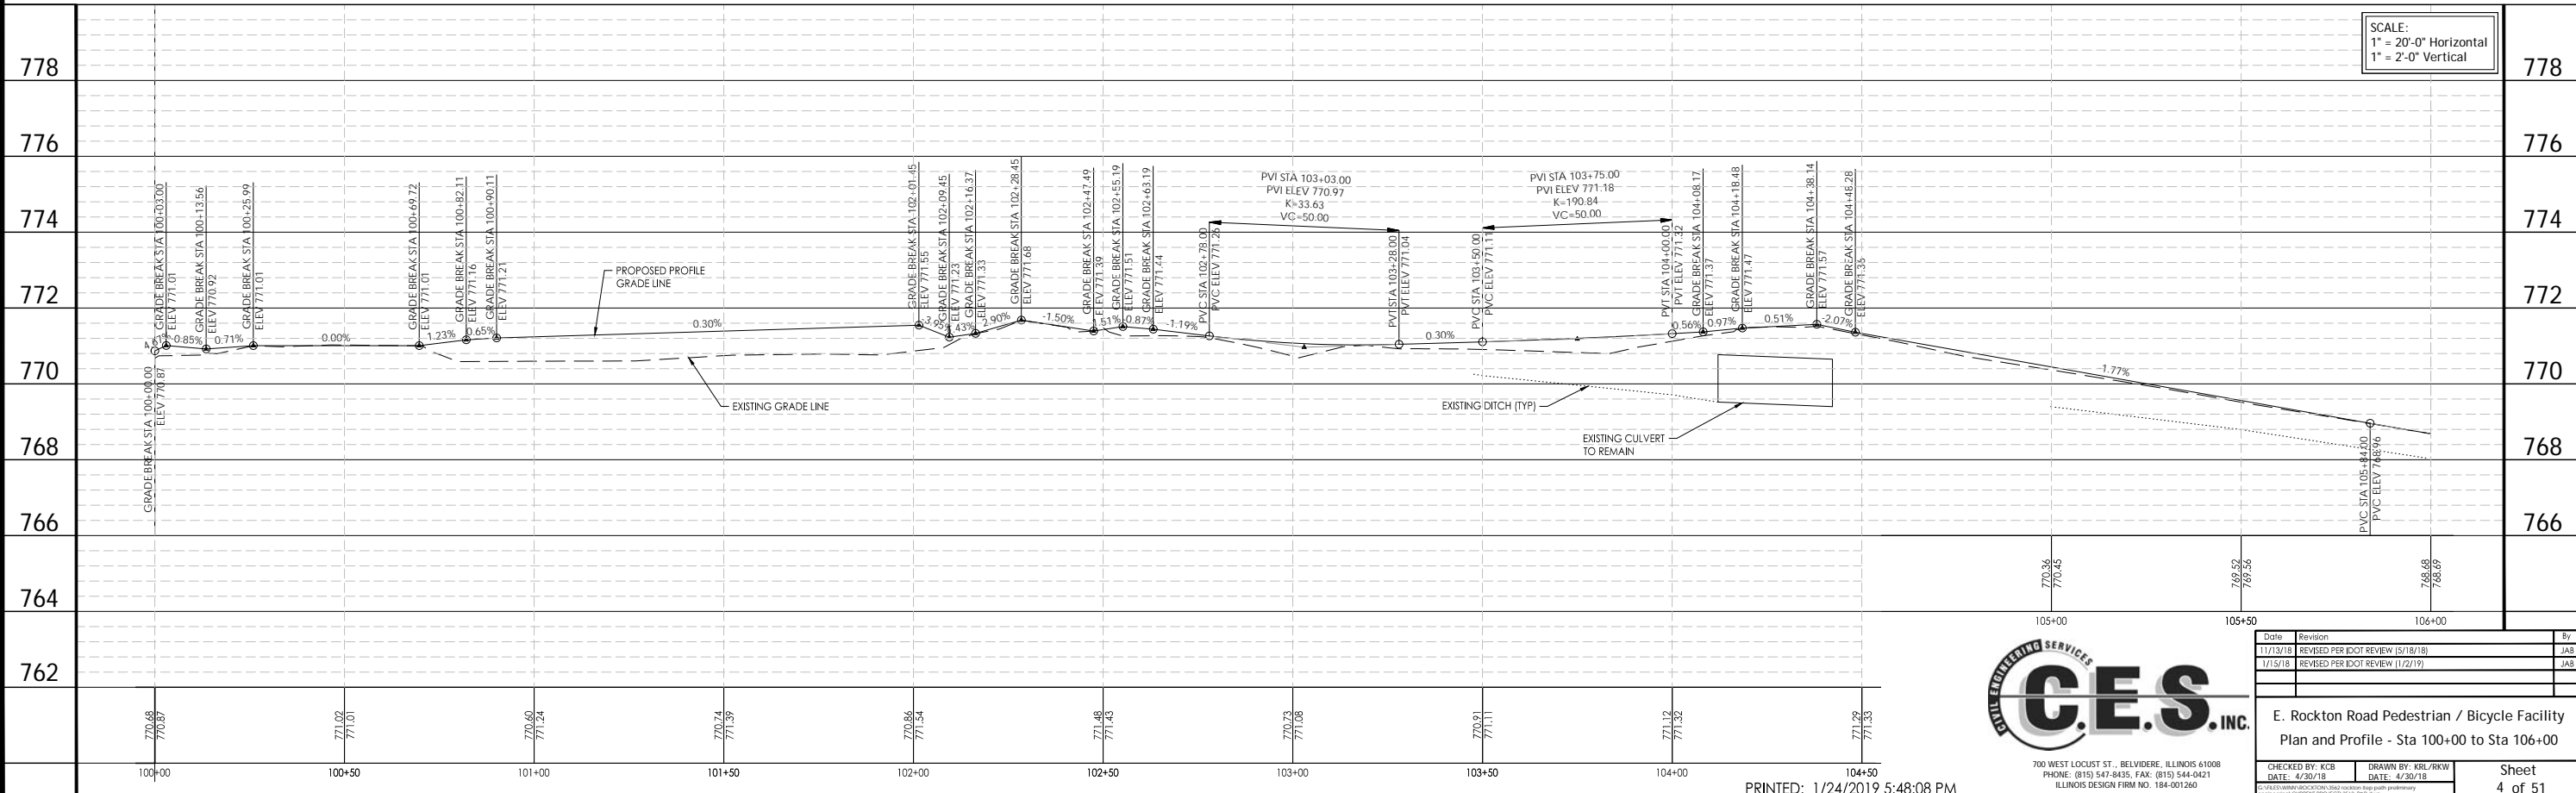 SCALE:
1" = 20'-0" Horizontal
1" = 2'-0" Vertical
778
776
774
772
770
768
766
764
762
778
776
774
772
770
768
766
GRADE BREAK STA 100+00.00
ELEV 770.87
GRADE BREAK STA 100+03.00
ELEV 771.01
GRADE BREAK STA 100+13.56
ELEV 770.92
GRADE BREAK STA 100+25.99
ELEV 771.01
GRADE BREAK STA 100+69.72
ELEV 771.01
GRADE BREAK STA 100+82.11
ELEV 771.16
GRADE BREAK STA 100+90.11
ELEV 771.21
GRADE BREAK STA 102+01.45
ELEV 771.55
GRADE BREAK STA 102+09.45
ELEV 771.23
GRADE BREAK STA 102+16.37
ELEV 771.33
GRADE BREAK STA 102+28.45
ELEV 771.68
GRADE BREAK STA 102+47.49
ELEV 771.39
GRADE BREAK STA 102+55.19
ELEV 771.51
GRADE BREAK STA 102+63.19
ELEV 771.44
PVC STA 102+78.00
PVC ELEV 771.26
PVI STA 103+03.00
PVI ELEV 770.97
K=33.63
VC=50.00
PVT STA 103+28.00
PVT ELEV 771.04
PVC STA 103+50.00
PVC ELEV 771.11
PVI STA 103+75.00
PVI ELEV 771.18
K=190.84
VC=50.00
PVT STA 104+00.00
PVT ELEV 771.32
GRADE BREAK STA 104+08.17
ELEV 771.37
GRADE BREAK STA 104+18.48
ELEV 771.47
GRADE BREAK STA 104+38.14
ELEV 771.57
GRADE BREAK STA 104+48.28
ELEV 771.36
PVC STA 105+84.00
PVC ELEV 768.96
-0.85%
0.71%
0.00%
1.23%
0.65%
0.30%
-3.95%
1.43%
2.90%
-1.50%
1.51%
-0.87%
-1.19%
0.30%
0.56%
0.97%
0.51%
-2.07%
-1.77%
PROPOSED PROFILE
GRADE LINE
EXISTING GRADE LINE
EXISTING DITCH (TYP)
EXISTING CULVERT
TO REMAIN
770.68
770.87
771.02
771.01
770.60
771.24
770.74
771.39
770.86
771.54
771.48
771.43
770.73
771.08
770.91
771.11
771.12
771.32
771.29
771.33
770.36
770.45
769.52
769.56
768.68
768.69
100+00
100+50
101+00
101+50
102+00
102+50
103+00
103+50
104+00
104+50
105+00
105+50
106+00
PRINTED: 1/24/2019 5:48:08 PM
CIVIL ENGINEERING SERVICES
C.E.S. INC.
700 WEST LOCUST ST., BELVIDERE, ILLINOIS 61008
PHONE: (815) 547-8435, FAX: (815) 544-0421
ILLINOIS DESIGN FIRM NO. 184-001260
Date Revision By
11/13/18 REVISED PER IDOT REVIEW (5/18/18) JAB
1/15/18 REVISED PER IDOT REVIEW (1/2/19) JAB
E. Rockton Road Pedestrian / Bicycle Facility
Plan and Profile - Sta 100+00 to Sta 106+00
CHECKED BY: KCB
DATE: 4/30/18
DRAWN BY: KRL/RKW
DATE: 4/30/18
Sheet
4 of 51